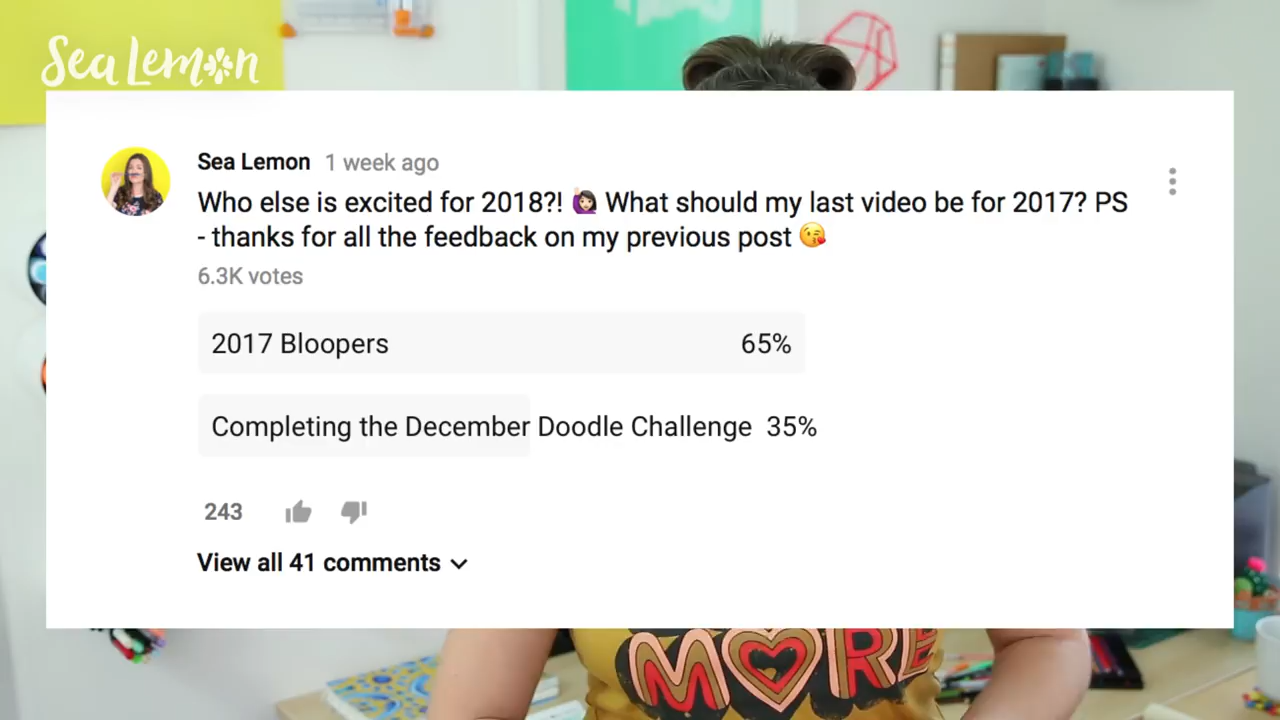 Sea Lemon
Sea Lemon 1 week ago
Who else is excited for 2018?! 🙋🏻‍♀️ What should my last video be for 2017? PS
- thanks for all the feedback on my previous post 😘
6.3K votes
2017 Bloopers 65%
Completing the December Doodle Challenge 35%
243
View all 41 comments
MORE